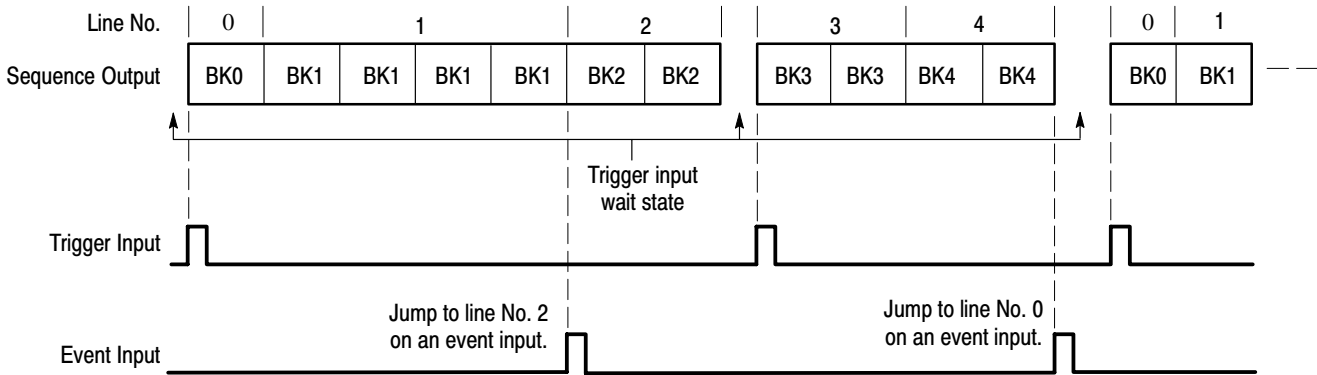 Line No. 0 1 2 3 4 0 1
Sequence Output BK0 BK1 BK1 BK1 BK1 BK2 BK2 BK3 BK3 BK4 BK4 BK0 BK1
Trigger input
wait state
Trigger Input
Jump to line No. 2
on an event input.
Jump to line No. 0
on an event input.
Event Input